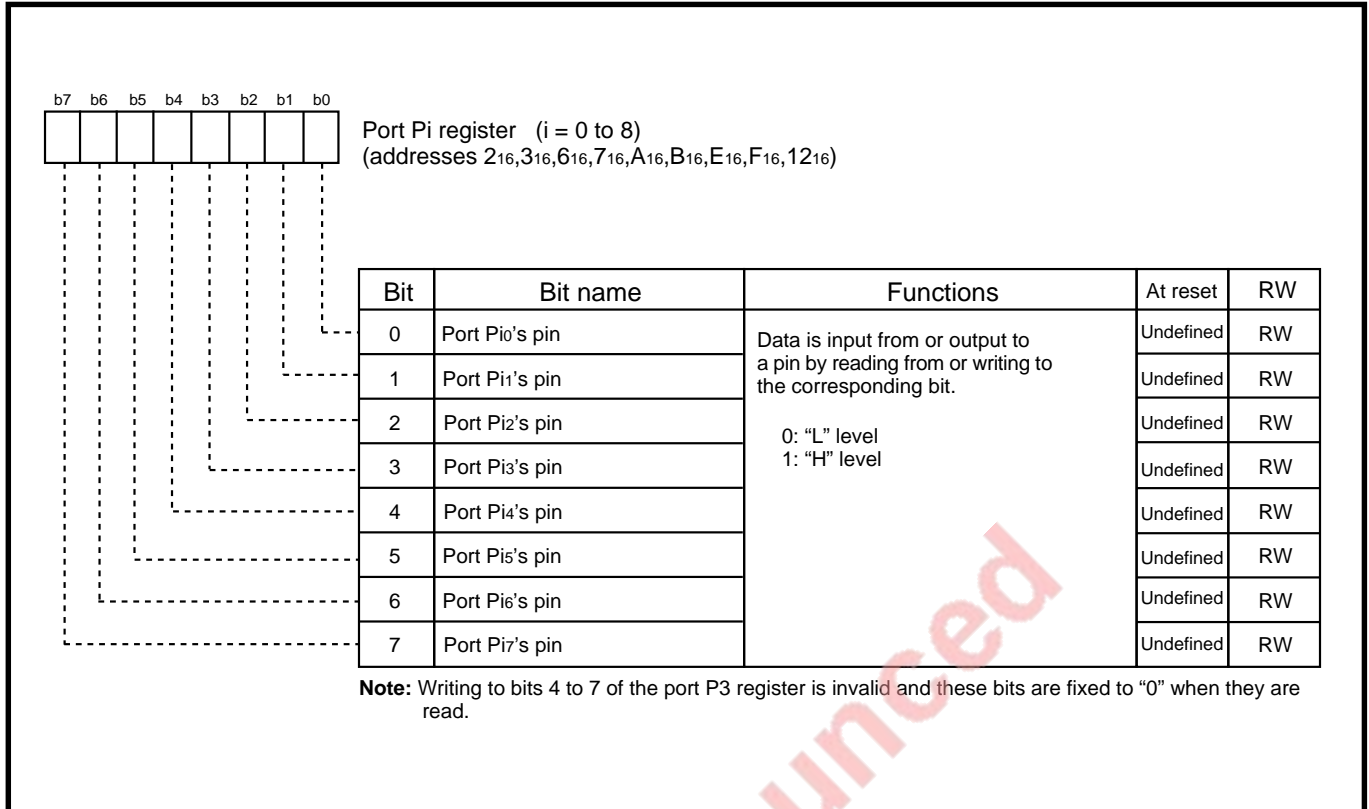 b7 b6 b5 b4 b3 b2 b1 b0
Port Pi register (i = 0 to 8)
(addresses 2₁₆,3₁₆,6₁₆,7₁₆,A₁₆,B₁₆,E₁₆,F₁₆,12₁₆)
Bit Bit name Functions At reset RW
0 Port Pi₀’s pin Undefined RW
1 Port Pi₁’s pin Undefined RW
2 Port Pi₂’s pin Undefined RW
3 Port Pi₃’s pin Undefined RW
4 Port Pi₄’s pin Undefined RW
5 Port Pi₅’s pin Undefined RW
6 Port Pi₆’s pin Undefined RW
7 Port Pi₇’s pin Undefined RW
Data is input from or output to
a pin by reading from or writing to
the corresponding bit.
0: “L” level
1: “H” level
Note: Writing to bits 4 to 7 of the port P3 register is invalid and these bits are fixed to “0” when they are
read.